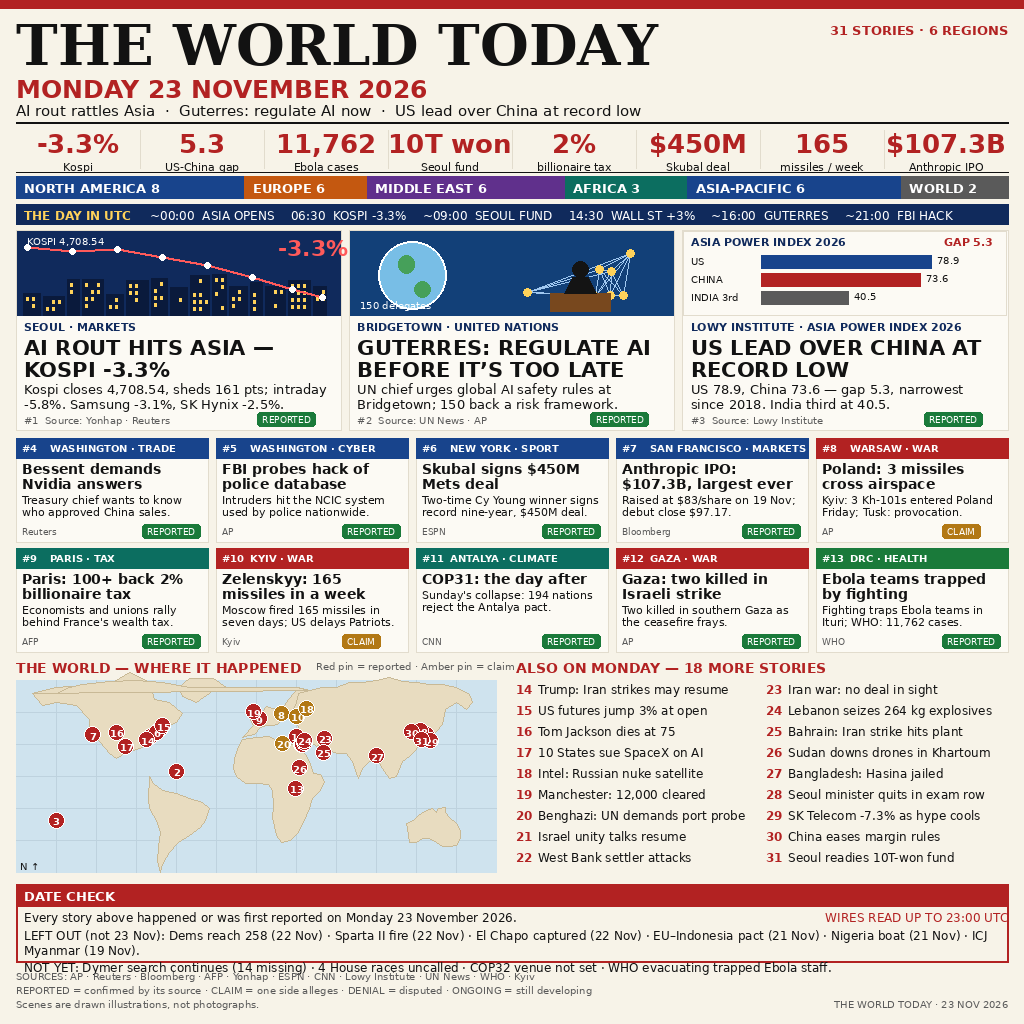 THE WORLD TODAY
31 STORIES · 6 REGIONS
MONDAY 23 NOVEMBER 2026
AI rout rattles Asia · Guterres: regulate AI now · US lead over China at record low
-3.3%
Kospi
5.3
US-China gap
11,762
Ebola cases
10T won
Seoul fund
2%
billionaire tax
$450M
Skubal deal
165
missiles / week
$107.3B
Anthropic IPO
NORTH AMERICA 8
EUROPE 6
MIDDLE EAST 6
AFRICA 3
ASIA-PACIFIC 6
WORLD 2
THE DAY IN UTC ~00:00 ASIA OPENS 06:30 KOSPI -3.3% ~09:00 SEOUL FUND 14:30 WALL ST +3% ~16:00 GUTERRES ~21:00 FBI HACK
KOSPI 4,708.54
-3.3%
SEOUL · MARKETS
AI ROUT HITS ASIA —
KOSPI -3.3%
Kospi closes 4,708.54, sheds 161 pts; intraday
-5.8%. Samsung -3.1%, SK Hynix -2.5%.
#1 Source: Yonhap · Reuters
REPORTED
150 delegates
BRIDGETOWN · UNITED NATIONS
GUTERRES: REGULATE AI
BEFORE IT'S TOO LATE
UN chief urges global AI safety rules at
Bridgetown; 150 back a risk framework.
#2 Source: UN News · AP
REPORTED
ASIA POWER INDEX 2026
GAP 5.3
US
78.9
CHINA
73.6
INDIA 3rd
40.5
LOWY INSTITUTE · ASIA POWER INDEX 2026
US LEAD OVER CHINA AT
RECORD LOW
US 78.9, China 73.6 — gap 5.3, narrowest
since 2018. India third at 40.5.
#3 Source: Lowy Institute
REPORTED
#4 WASHINGTON · TRADE
Bessent demands
Nvidia answers
Treasury chief wants to know
who approved China sales.
Reuters
REPORTED
#5 WASHINGTON · CYBER
FBI probes hack of
police database
Intruders hit the NCIC system
used by police nationwide.
AP
REPORTED
#6 NEW YORK · SPORT
Skubal signs $450M
Mets deal
Two-time Cy Young winner signs
record nine-year, $450M deal.
ESPN
REPORTED
#7 SAN FRANCISCO · MARKETS
Anthropic IPO:
$107.3B, largest ever
Raised at $83/share on 19 Nov;
debut close $97.17.
Bloomberg
REPORTED
#8 WARSAW · WAR
Poland: 3 missiles
cross airspace
Kyiv: 3 Kh-101s entered Poland
Friday; Tusk: provocation.
AP
CLAIM
#9 PARIS · TAX
Paris: 100+ back 2%
billionaire tax
Economists and unions rally
behind France's wealth tax.
AFP
REPORTED
#10 KYIV · WAR
Zelenskyy: 165
missiles in a week
Moscow fired 165 missiles in
seven days; US delays Patriots.
Kyiv
CLAIM
#11 ANTALYA · CLIMATE
COP31: the day after
Sunday's collapse: 194 nations
reject the Antalya pact.
CNN
REPORTED
#12 GAZA · WAR
Gaza: two killed in
Israeli strike
Two killed in southern Gaza as
the ceasefire frays.
AP
REPORTED
#13 DRC · HEALTH
Ebola teams trapped
by fighting
Fighting traps Ebola teams in
Ituri; WHO: 11,762 cases.
WHO
REPORTED
THE WORLD — WHERE IT HAPPENED
Red pin = reported · Amber pin = claim
7
16
17
14
15
2
3
19
9
8
10
18
20
24
23
25
26
13
27
30
31
29
N ↑
ALSO ON MONDAY — 18 MORE STORIES
14 Trump: Iran strikes may resume
15 US futures jump 3% at open
16 Tom Jackson dies at 75
17 10 States sue SpaceX on AI
18 Intel: Russian nuke satellite
19 Manchester: 12,000 cleared
20 Benghazi: UN demands port probe
21 Israel unity talks resume
22 West Bank settler attacks
23 Iran war: no deal in sight
24 Lebanon seizes 264 kg explosives
25 Bahrain: Iran strike hits plant
26 Sudan downs drones in Khartoum
27 Bangladesh: Hasina jailed
28 Seoul minister quits in exam row
29 SK Telecom -7.3% as hype cools
30 China eases margin rules
31 Seoul readies 10T-won fund
DATE CHECK
Every story above happened or was first reported on Monday 23 November 2026.
WIRES READ UP TO 23:00 UTC
LEFT OUT (not 23 Nov): Dems reach 258 (22 Nov) · Sparta II fire (22 Nov) · El Chapo captured (22 Nov) · EU–Indonesia pact (21 Nov) · Nigeria boat (21 Nov) · ICJ
Myanmar (19 Nov).
NOT YET: Dymer search continues (14 missing) · 4 House races uncalled · COP32 venue not set · WHO evacuating trapped Ebola staff.
SOURCES: AP · Reuters · Bloomberg · AFP · Yonhap · ESPN · CNN · Lowy Institute · UN News · WHO · Kyiv
REPORTED = confirmed by its source · CLAIM = one side alleges · DENIAL = disputed · ONGOING = still developing
Scenes are drawn illustrations, not photographs.
THE WORLD TODAY · 23 NOV 2026